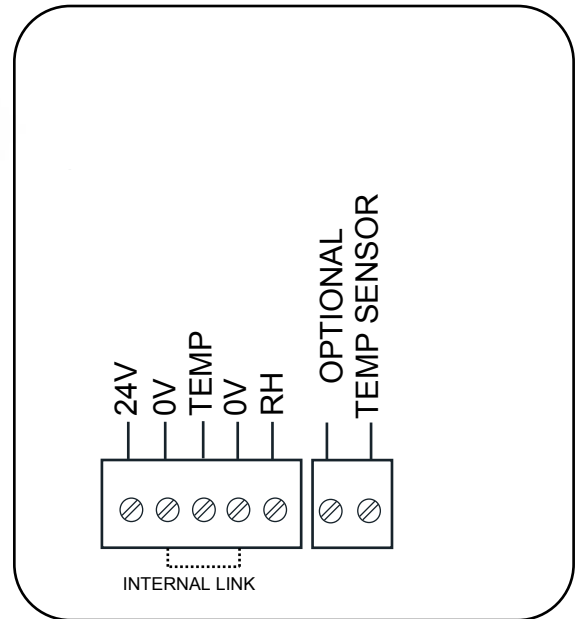 24V
0V
TEMP
0V
RH
OPTIONAL
TEMP SENSOR
INTERNAL LINK